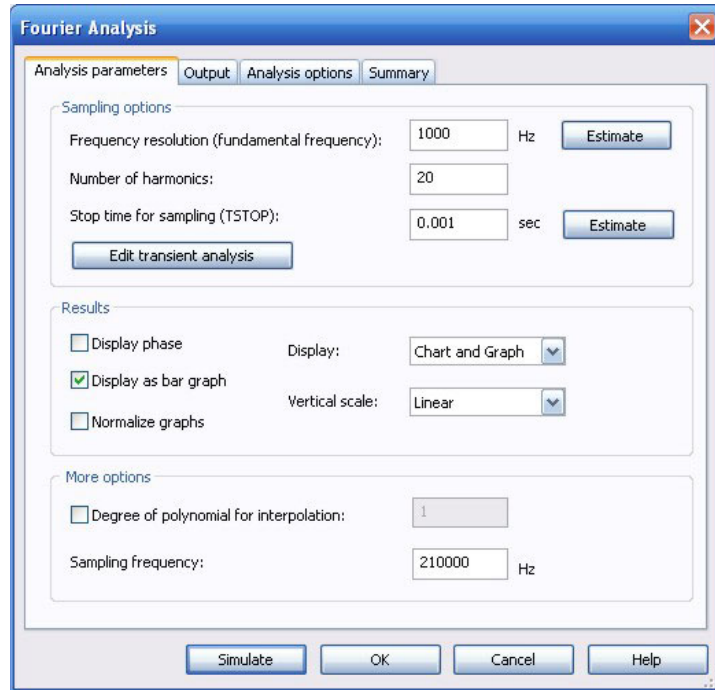 Fourier Analysis
Analysis parameters Output Analysis options Summary
Sampling options
Frequency resolution (fundamental frequency): 1000 Hz Estimate
Number of harmonics: 20
Stop time for sampling (TSTOP): 0.001 sec Estimate
Edit transient analysis
Results
Display phase Display: Chart and Graph
Display as bar graph
Vertical scale: Linear
Normalize graphs
More options
Degree of polynomial for interpolation: 1
Sampling frequency: 210000 Hz
Simulate OK Cancel Help